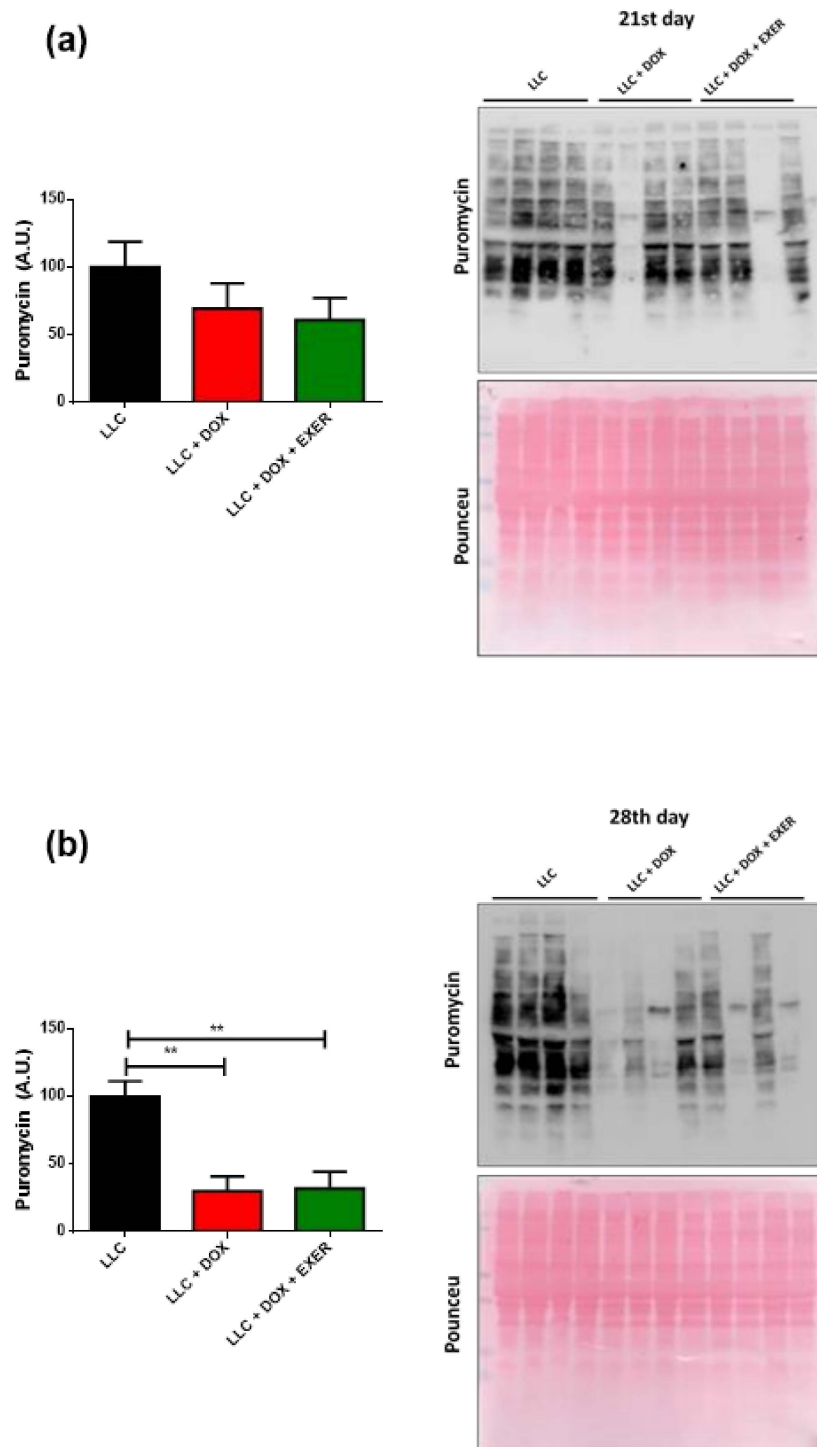 (a)
21st day
LLC
LLC + DOX
LLC + DOX + EXER
Puromycin
Pounceu
Puromycin (A.U.)
150
100
50
0
LLC
LLC + DOX
LLC + DOX + EXER
(b)
28th day
LLC
LLC + DOX
LLC + DOX + EXER
Puromycin
Pounceu
Puromycin (A.U.)
150
100
50
0
**
**
LLC
LLC + DOX
LLC + DOX + EXER